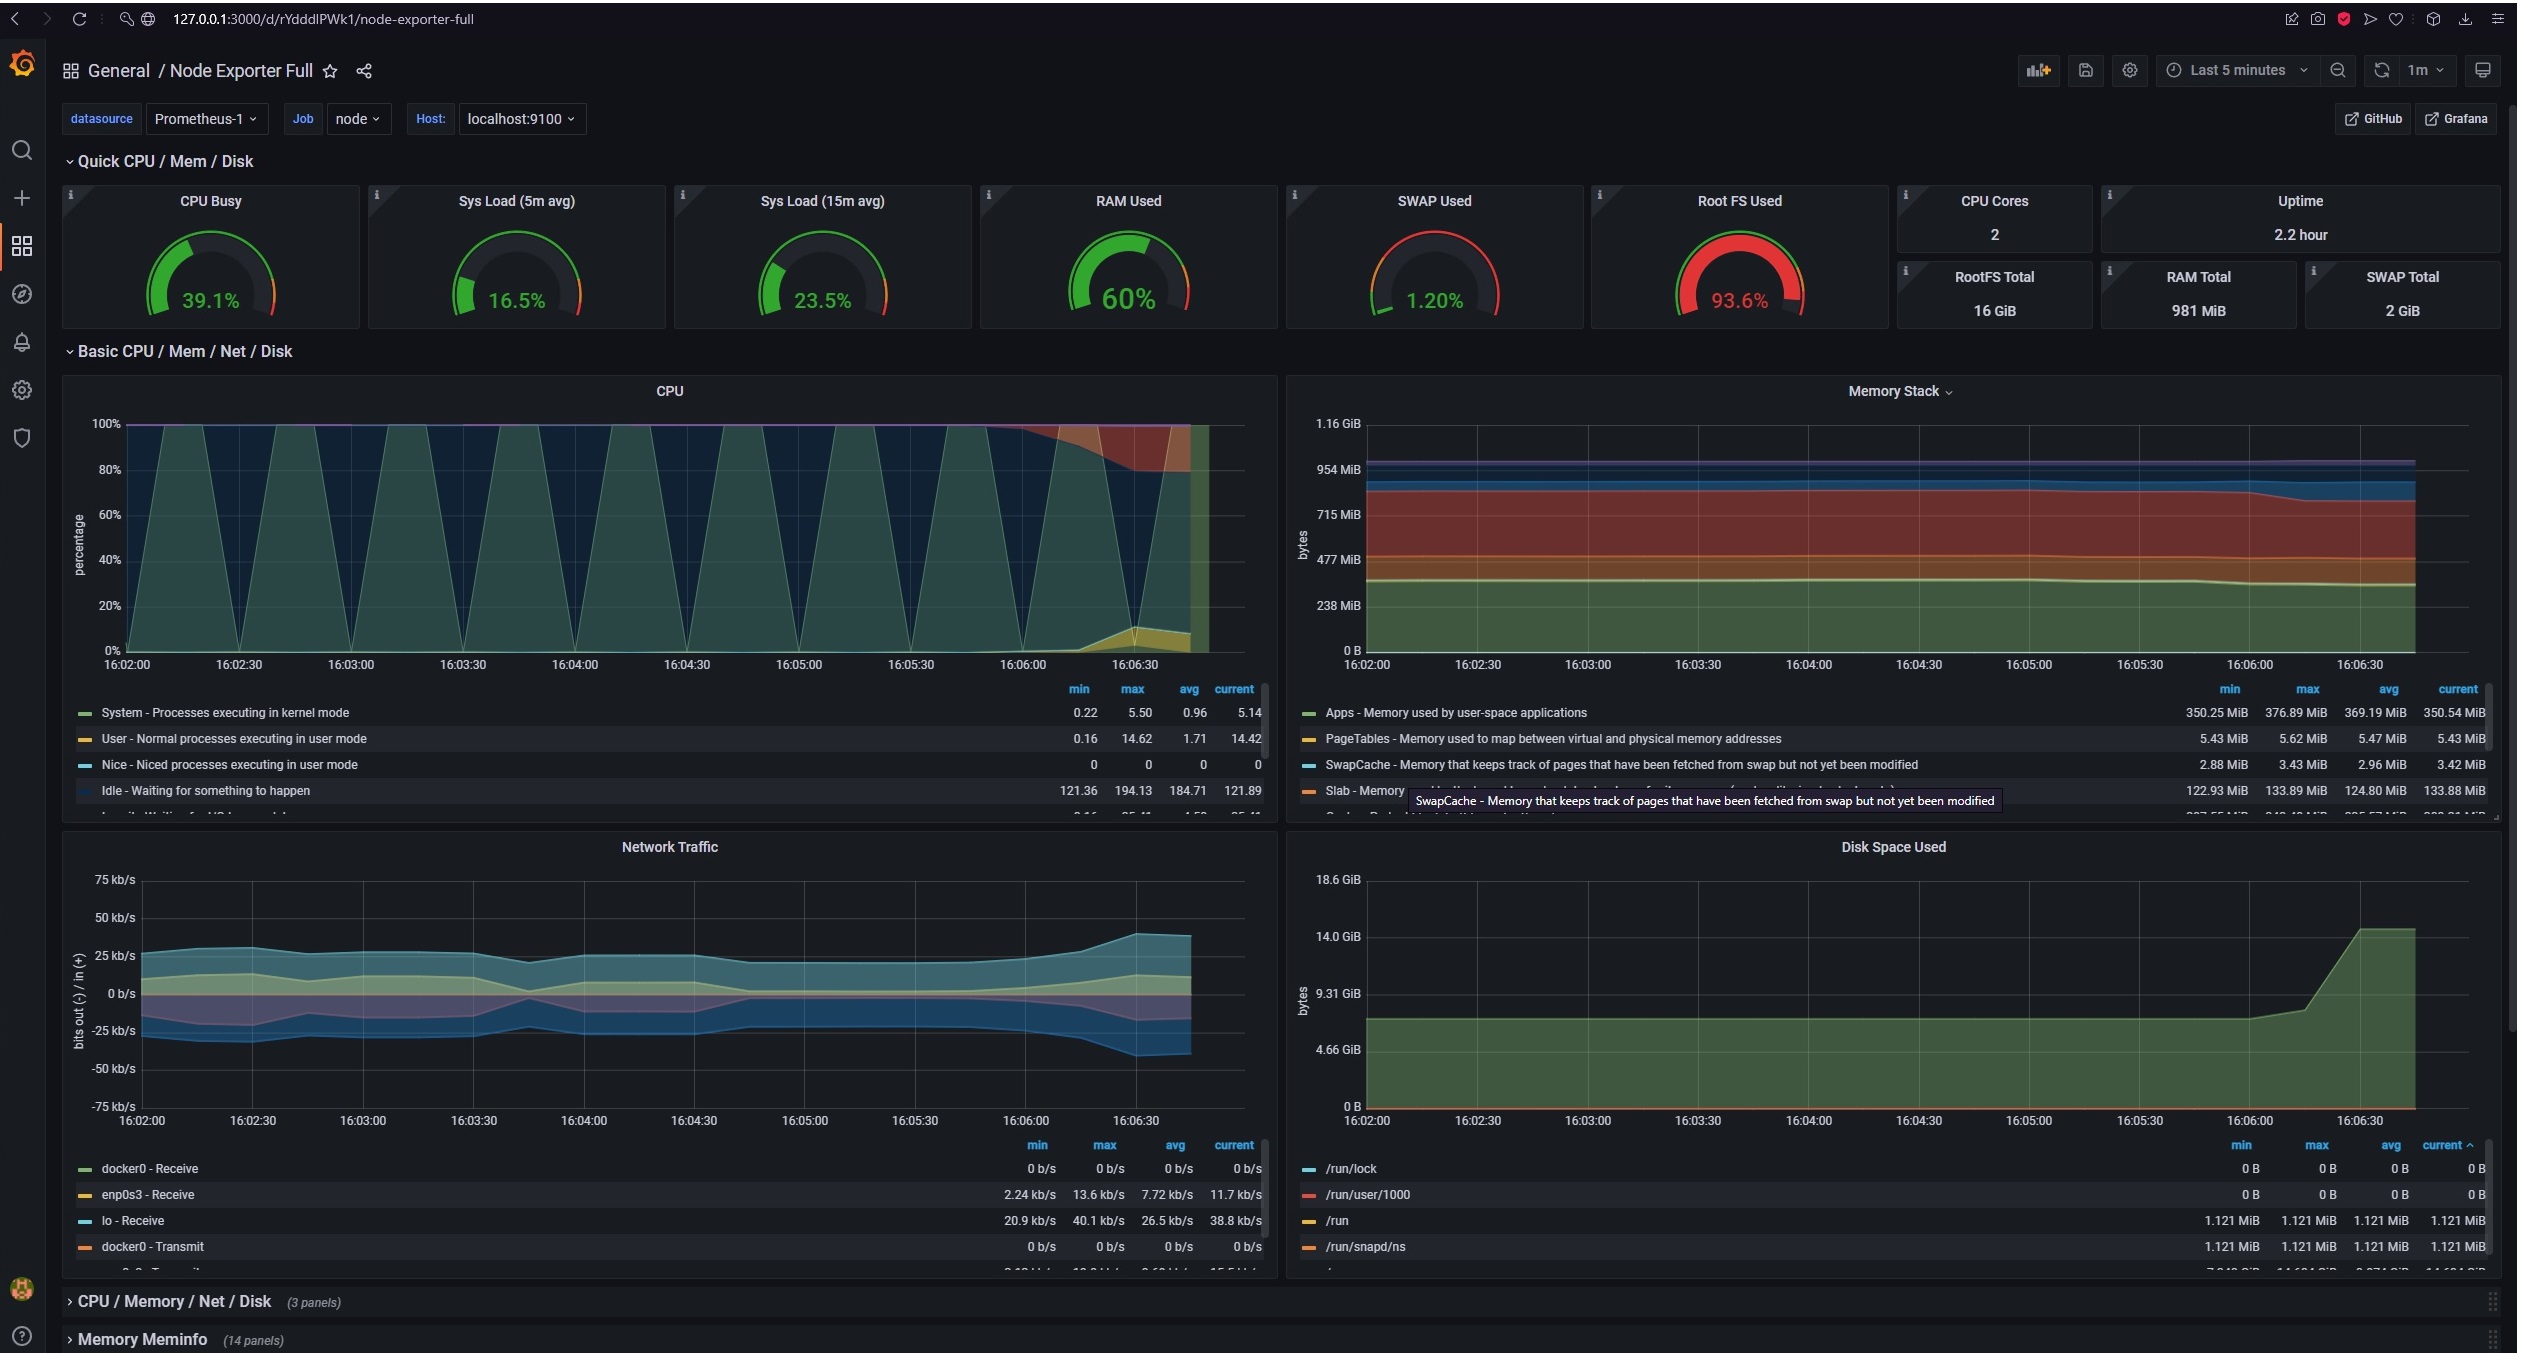 127.0.0.1:3000/d/rYdddlPWk1/node-exporter-full
General / Node Exporter Full
Last 5 minutes
1m
datasource Prometheus-1 Job node Host: localhost:9100
GitHub Grafana
Quick CPU / Mem / Disk
CPU Busy
39.1%
Sys Load (5m avg)
16.5%
Sys Load (15m avg)
23.5%
RAM Used
60%
SWAP Used
1.20%
Root FS Used
93.6%
CPU Cores
2
Uptime
2.2 hour
RootFS Total
16 GiB
RAM Total
981 MiB
SWAP Total
2 GiB
Basic CPU / Mem / Net / Disk
CPU
percentage
100%
80%
60%
40%
20%
0%
16:02:00 16:02:30 16:03:00 16:03:30 16:04:00 16:04:30 16:05:00 16:05:30 16:06:00 16:06:30
min max avg current
System - Processes executing in kernel mode 0.22 5.50 0.96 5.14
User - Normal processes executing in user mode 0.16 14.62 1.71 14.42
Nice - Niced processes executing in user mode 0 0 0 0
Idle - Waiting for something to happen 121.36 194.13 184.71 121.89
Memory Stack
bytes
1.16 GiB
954 MiB
715 MiB
477 MiB
238 MiB
0 B
16:02:00 16:02:30 16:03:00 16:03:30 16:04:00 16:04:30 16:05:00 16:05:30 16:06:00 16:06:30
min max avg current
Apps - Memory used by user-space applications 350.25 MiB 376.89 MiB 369.19 MiB 350.54 MiB
PageTables - Memory used to map between virtual and physical memory addresses 5.43 MiB 5.62 MiB 5.47 MiB 5.43 MiB
SwapCache - Memory that keeps track of pages that have been fetched from swap but not yet been modified 2.88 MiB 3.43 MiB 2.96 MiB 3.42 MiB
Slab - Memory 122.93 MiB 133.89 MiB 124.80 MiB 133.88 MiB
SwapCache - Memory that keeps track of pages that have been fetched from swap but not yet been modified
Network Traffic
bits out (-) / in (+)
75 kb/s
50 kb/s
25 kb/s
0 b/s
-25 kb/s
-50 kb/s
-75 kb/s
16:02:00 16:02:30 16:03:00 16:03:30 16:04:00 16:04:30 16:05:00 16:05:30 16:06:00 16:06:30
min max avg current
docker0 - Receive 0 b/s 0 b/s 0 b/s 0 b/s
enp0s3 - Receive 2.24 kb/s 13.6 kb/s 7.72 kb/s 11.7 kb/s
lo - Receive 20.9 kb/s 40.1 kb/s 26.5 kb/s 38.8 kb/s
docker0 - Transmit 0 b/s 0 b/s 0 b/s 0 b/s
Disk Space Used
bytes
18.6 GiB
14.0 GiB
9.31 GiB
4.66 GiB
0 B
16:02:00 16:02:30 16:03:00 16:03:30 16:04:00 16:04:30 16:05:00 16:05:30 16:06:00 16:06:30
min max avg current
/run/lock 0 B 0 B 0 B 0 B
/run/user/1000 0 B 0 B 0 B 0 B
/run 1.121 MiB 1.121 MiB 1.121 MiB 1.121 MiB
/run/snapd/ns 1.121 MiB 1.121 MiB 1.121 MiB 1.121 MiB
CPU / Memory / Net / Disk (3 panels)
Memory Meminfo (14 panels)